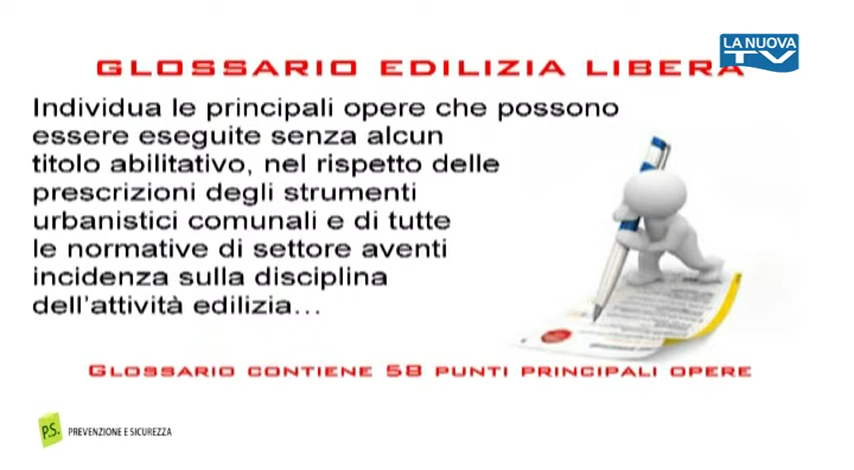 LA NUOVA
TV
GLOSSARIO EDILIZIA LIBERA
Individua le principali opere che possono
essere eseguite senza alcun
titolo abilitativo, nel rispetto delle
prescrizioni degli strumenti
urbanistici comunali e di tutte
le normative di settore aventi
incidenza sulla disciplina
dell'attività edilizia...
GLOSSARIO CONTIENE 58 PUNTI PRINCIPALI OPERE
P.S. PREVENZIONE E SICUREZZA